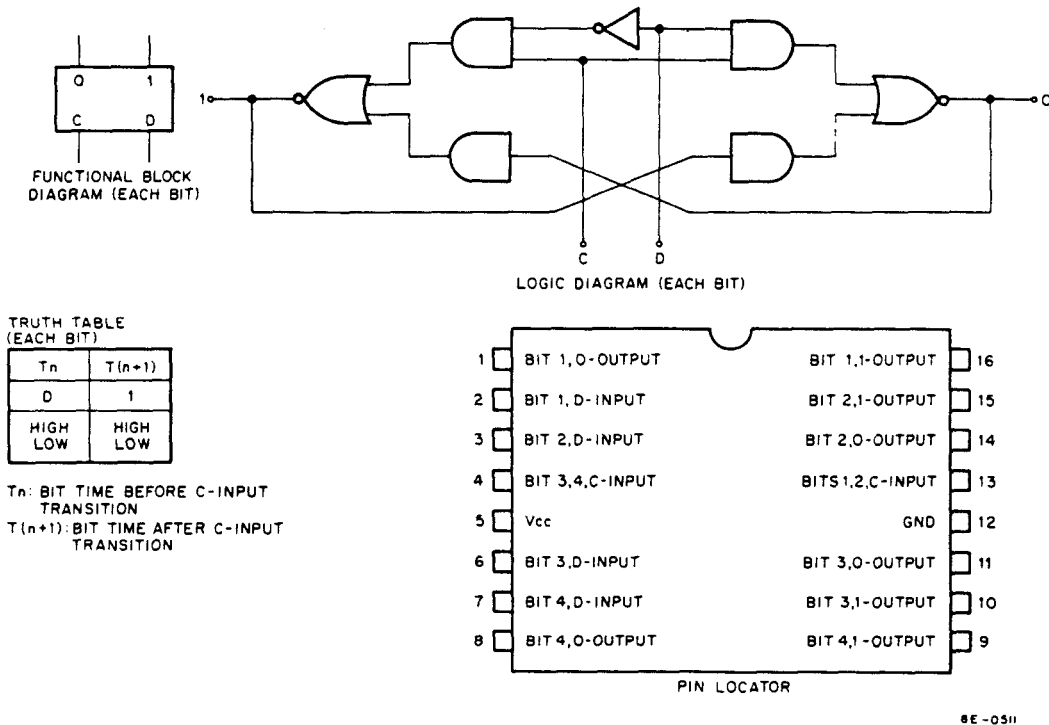 Q 1
C D
FUNCTIONAL BLOCK
DIAGRAM (EACH BIT)
1
O
C D
LOGIC DIAGRAM (EACH BIT)
TRUTH TABLE
(EACH BIT)
Tn T(n+1)
D 1
HIGH HIGH
LOW LOW
Tn: BIT TIME BEFORE C-INPUT
TRANSITION
T(n+1): BIT TIME AFTER C-INPUT
TRANSITION
1 BIT 1,0-OUTPUT BIT 1,1-OUTPUT 16
2 BIT 1,D-INPUT BIT 2,1-OUTPUT 15
3 BIT 2,D-INPUT BIT 2,0-OUTPUT 14
4 BIT 3,4,C-INPUT BITS 1,2,C-INPUT 13
5 Vcc GND 12
6 BIT 3,D-INPUT BIT 3,0-OUTPUT 11
7 BIT 4,D-INPUT BIT 3,1-OUTPUT 10
8 BIT 4,0-OUTPUT BIT 4,1-OUTPUT 9
PIN LOCATOR
8E-0511